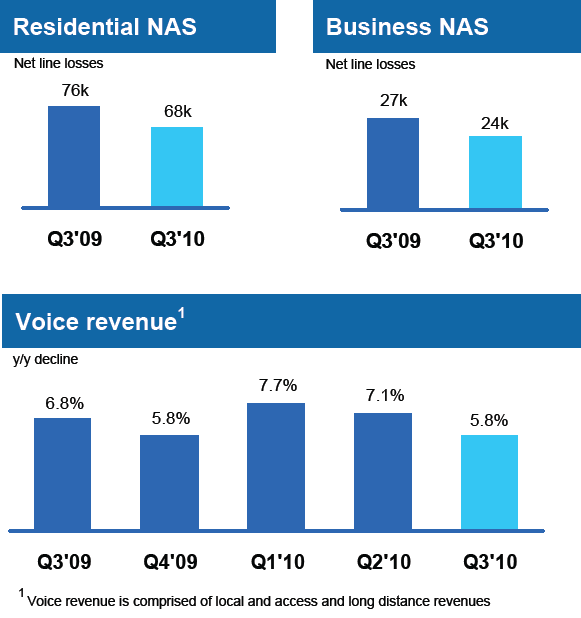 Residential NAS
Net line losses
76k
68k
Q3'09
Q3'10
Business NAS
Net line losses
27k
24k
Q3'09
Q3'10
Voice revenue1
y/y decline
6.8%
5.8%
7.7%
7.1%
5.8%
Q3'09
Q4'09
Q1'10
Q2'10
Q3'10
1 Voice revenue is comprised of local and access and long distance revenues